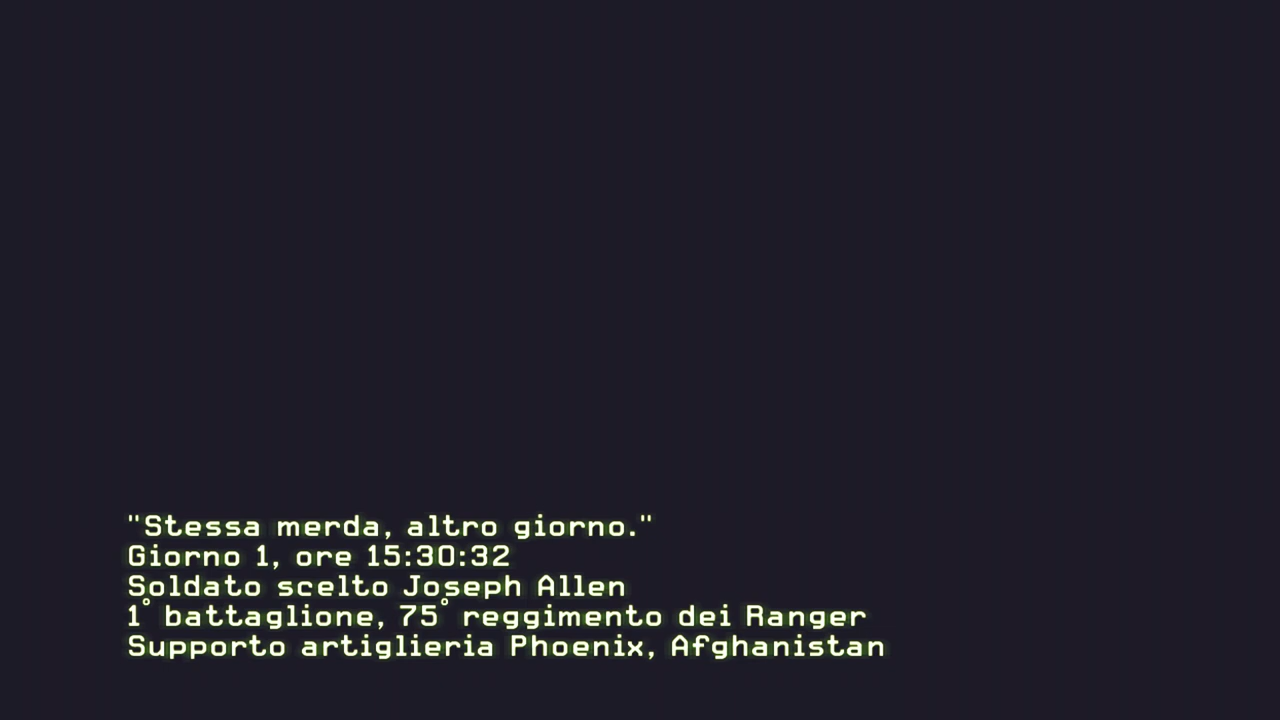 "Stessa merda, altro giorno."
Giorno 1, ore 15:30:32
Soldato scelto Joseph Allen
1° battaglione, 75° reggimento dei Ranger
Supporto artiglieria Phoenix, Afghanistan